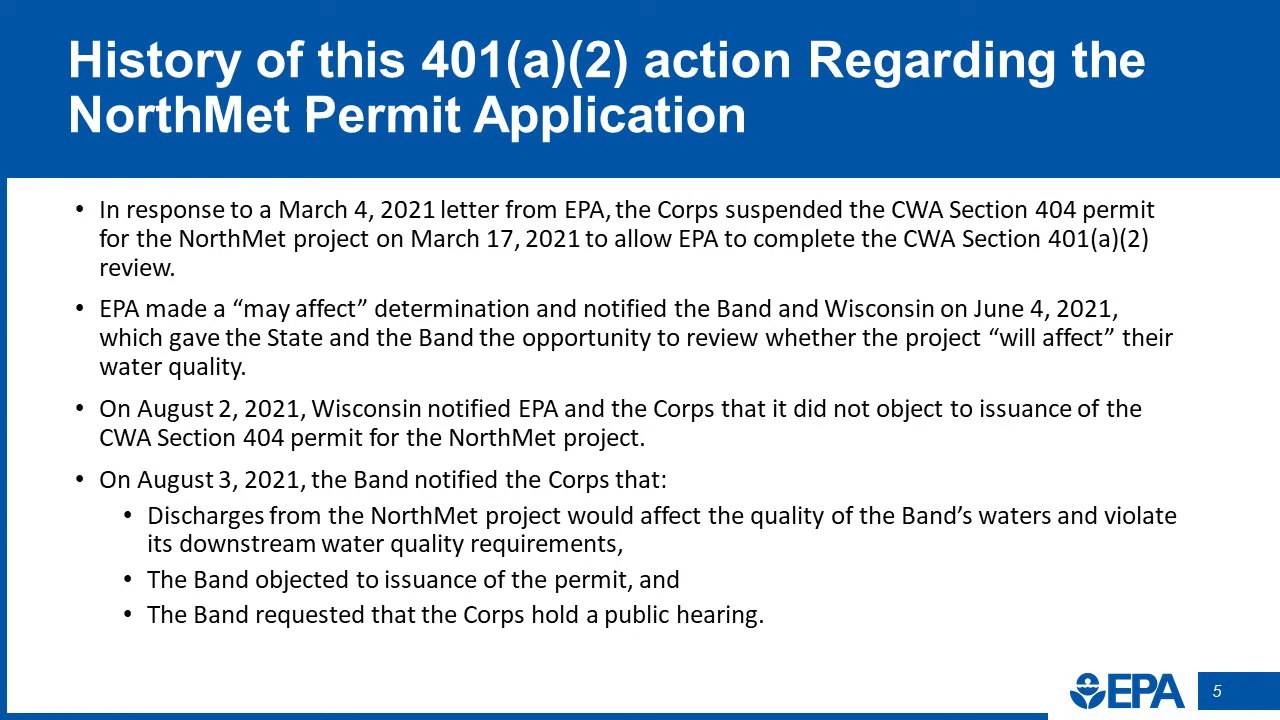 History of this 401(a)(2) action Regarding the
NorthMet Permit Application
• In response to a March 4, 2021 letter from EPA, the Corps suspended the CWA Section 404 permit
for the NorthMet project on March 17, 2021 to allow EPA to complete the CWA Section 401(a)(2)
review.
• EPA made a “may affect” determination and notified the Band and Wisconsin on June 4, 2021,
which gave the State and the Band the opportunity to review whether the project “will affect” their
water quality.
• On August 2, 2021, Wisconsin notified EPA and the Corps that it did not object to issuance of the
CWA Section 404 permit for the NorthMet project.
• On August 3, 2021, the Band notified the Corps that:
• Discharges from the NorthMet project would affect the quality of the Band’s waters and violate
its downstream water quality requirements,
• The Band objected to issuance of the permit, and
• The Band requested that the Corps hold a public hearing.
EPA
5